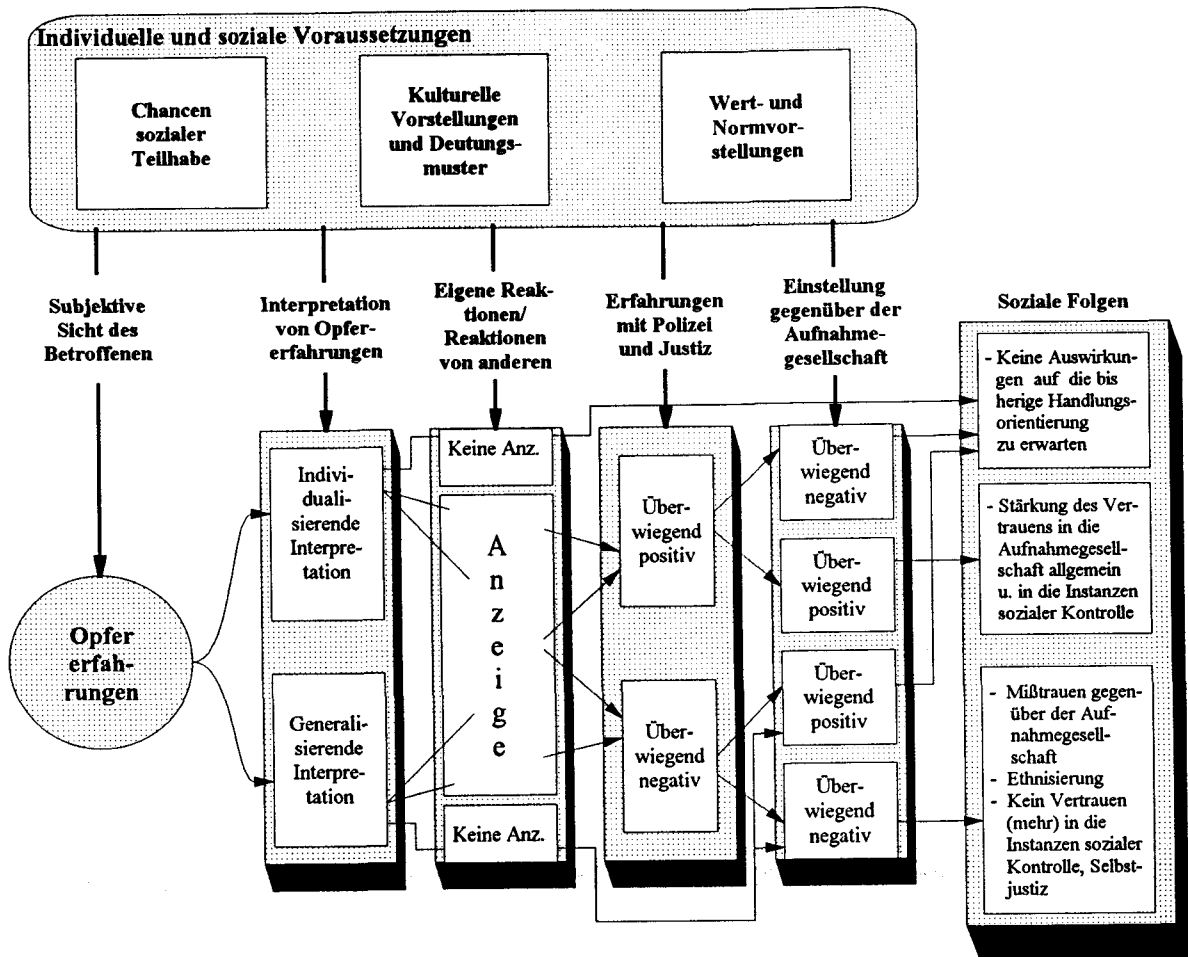 Individuelle und soziale Voraussetzungen
Chancen
sozialer
Teilhabe
Kulturelle
Vorstellungen
und Deutungs-
muster
Wert- und
Normvor-
stellungen
Subjektive
Sicht des
Betroffenen
Interpretation
von Opfer-
erfahrungen
Eigene Reak-
tionen/
Reaktionen
von anderen
Erfahrungen
mit Polizei
und Justiz
Einstellung
gegenüber der
Aufnahme-
gesellschaft
Soziale Folgen
Opfer
erfah-
rungen
Indivi-
duali-
sierende
Interpre-
tation
Generali-
sierende
Interpre-
tation
Keine Anz.
A
n
z
e
i
g
e
Keine Anz.
Über-
wiegend
positiv
Über-
wiegend
negativ
Über-
wiegend
negativ
Über-
wiegend
positiv
Über-
wiegend
positiv
Über-
wiegend
negativ
- Keine Auswirkun-
gen auf die bis
herige Handlungs-
orientierung
zu erwarten
- Stärkung des Ver-
trauens in die
Aufnahmegesell-
schaft allgemein
u. in die Instanzen
sozialer Kontrolle
- Mißtrauen gegen-
über der Auf-
nahmegesell-
schaft
- Ethnisierung
- Kein Vertrauen
(mehr) in die
Instanzen sozialer
Kontrolle, Selbst-
justiz